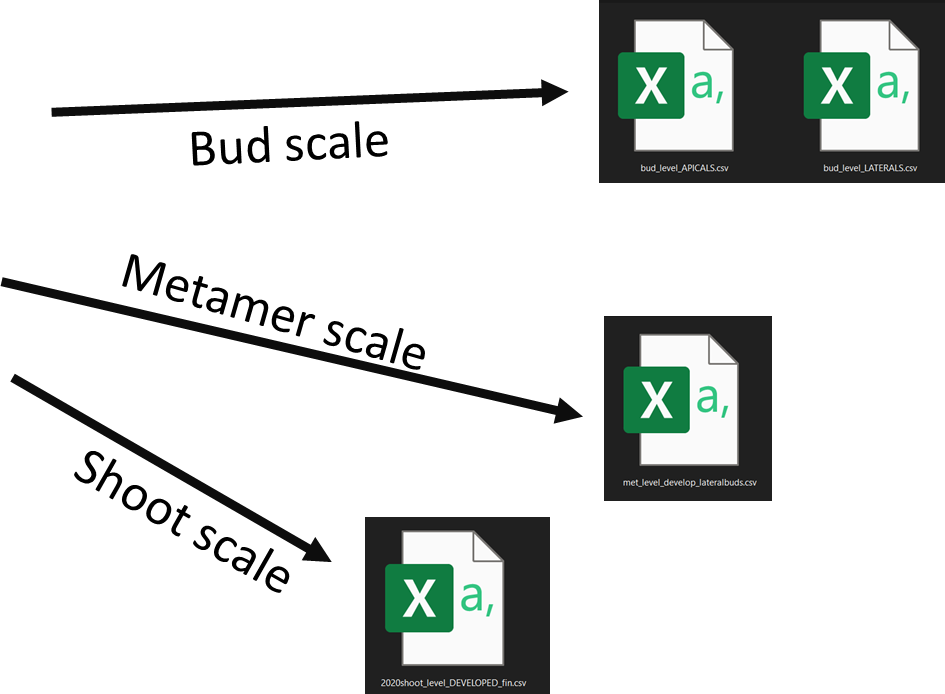 Bud scale
X a, X a,
bud_level_APICALS.csv bud_level_LATERALS.csv
Metamer scale
X a,
met_level_develop_lateralbuds.csv
Shoot scale
X a,
2020shoot_level_DEVELOPED_fin.csv